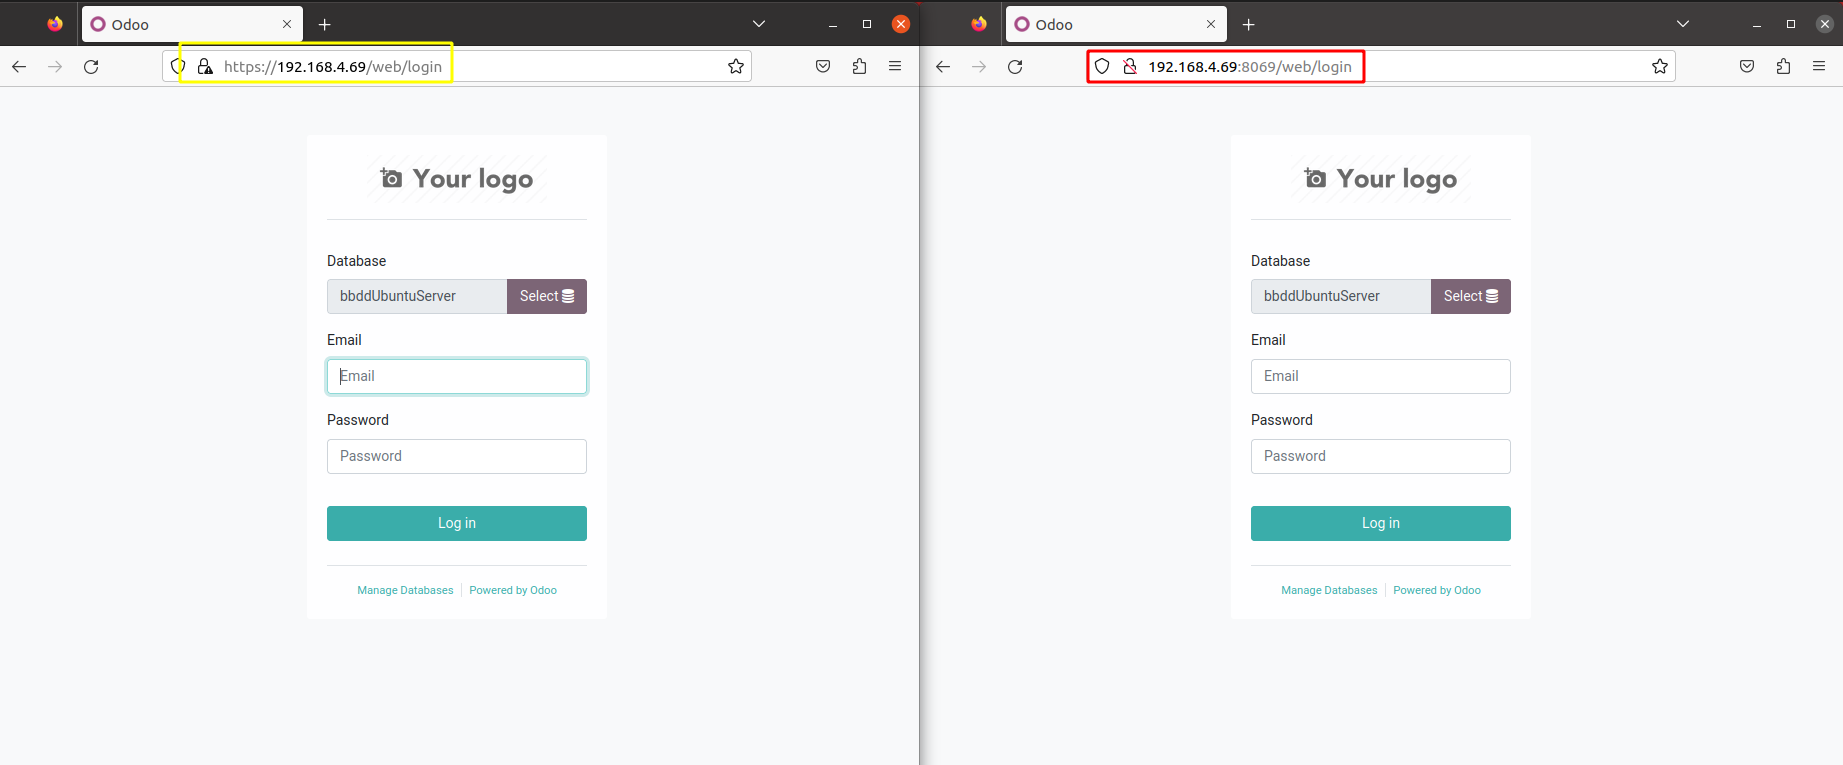 Odoo
https://192.168.4.69/web/login
Your logo
Database
bbddUbuntuServer Select
Email
Email
Password
Password
Log in
Manage Databases Powered by Odoo
Odoo
192.168.4.69:8069/web/login
Your logo
Database
bbddUbuntuServer Select
Email
Email
Password
Password
Log in
Manage Databases Powered by Odoo